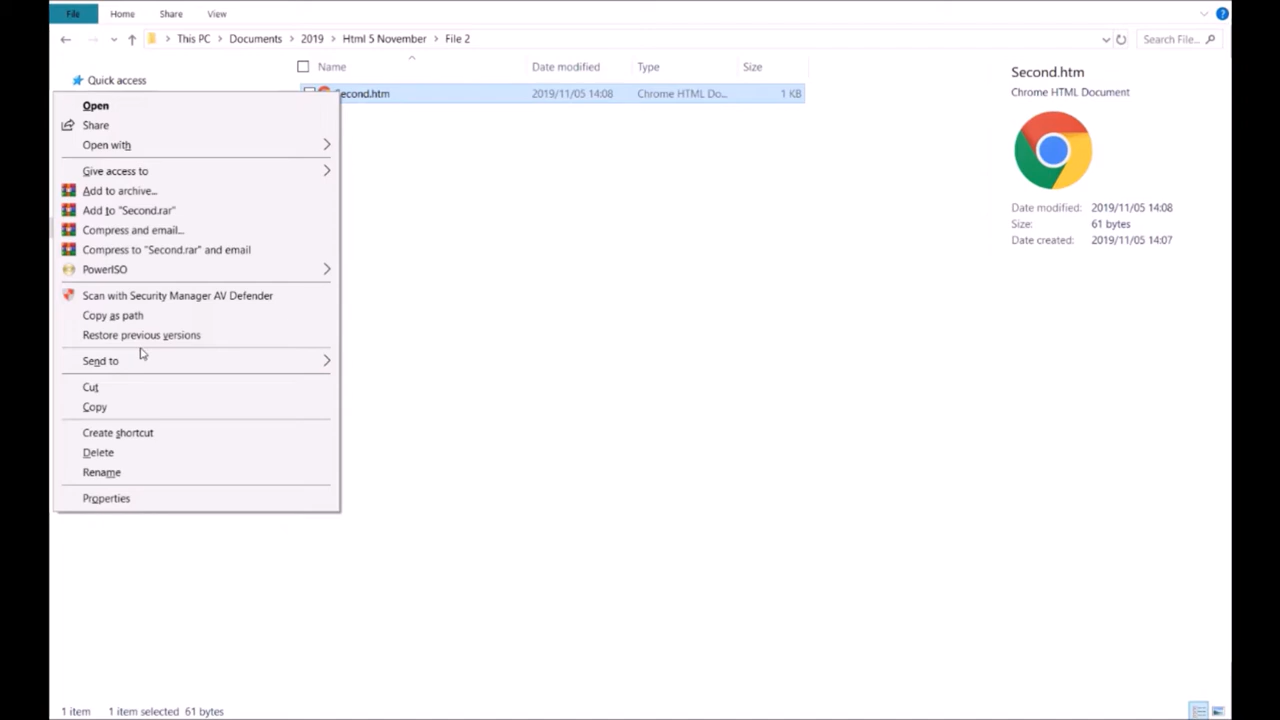 File Home Share View
This PC Documents 2019 Html 5 November File 2 Search File...
Name Date modified Type Size
Quick access
Second.htm 2019/11/05 14:08 Chrome HTML Do... 1 KB
Open
Share
Open with
Give access to
Add to archive...
Add to "Second.rar"
Compress and email...
Compress to "Second.rar" and email
PowerISO
Scan with Security Manager AV Defender
Copy as path
Restore previous versions
Send to
Cut
Copy
Create shortcut
Delete
Rename
Properties
Second.htm
Chrome HTML Document
Date modified: 2019/11/05 14:08
Size: 61 bytes
Date created: 2019/11/05 14:07
1 item 1 item selected 61 bytes